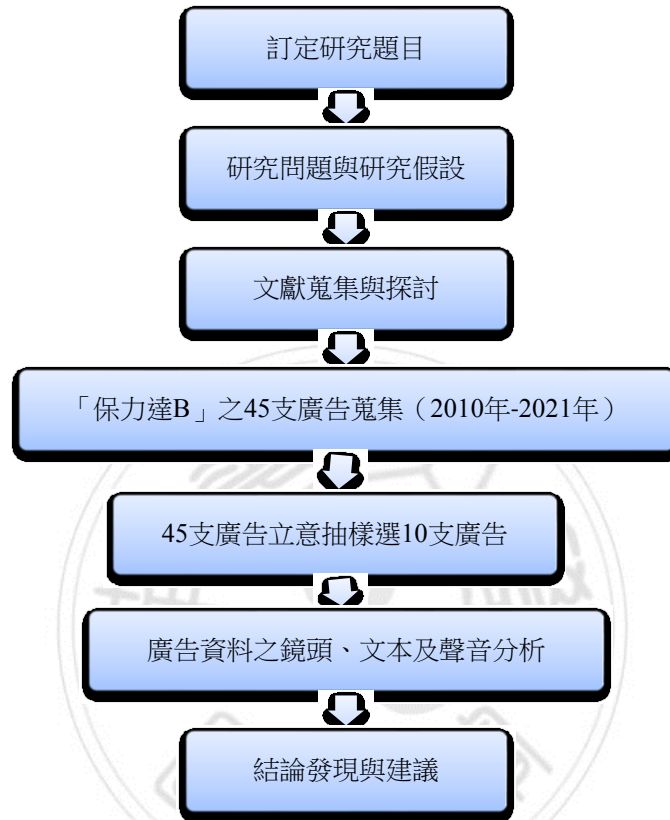 訂定研究題目
研究問題與研究假設
文獻蒐集與探討
「保力達B」之45支廣告蒐集（2010年-2021年）
45支廣告立意抽樣選10支廣告
廣告資料之鏡頭、文本及聲音分析
結論發現與建議